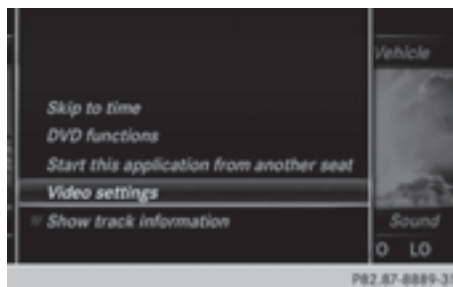 Vehicle
Skip to time
DVD functions
Start this application from another seat
Video settings
Show track information
Sound
O LO
P82.87-8889-31